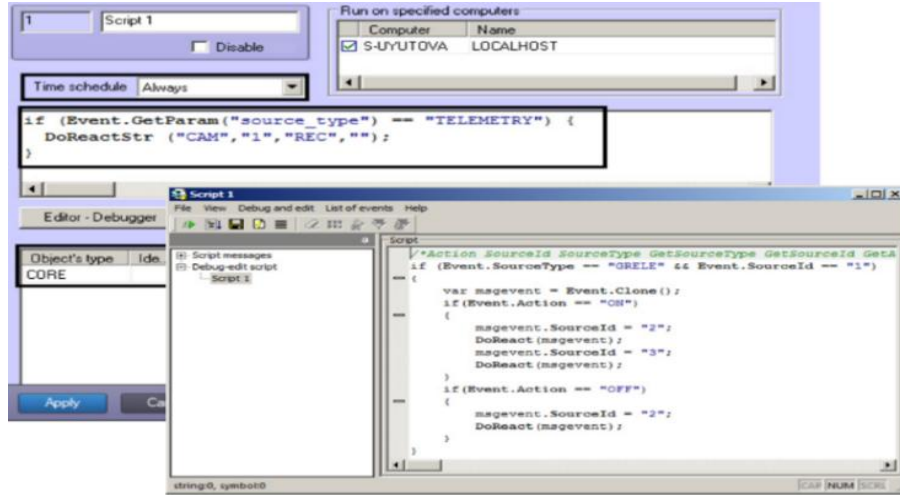 1
Script 1
Disable
Run on specified computers
Computer Name
S-UYUTOVA LOCALHOST
Time schedule Always
if (Event.GetParam("source_type") == "TELEMETRY") {
DoReactStr ("CAM","1","REC","");
}
Editor - Debugger
Object's type Ide..
CORE
Apply Ca
Script 1
File View Debug and edit List of events Help
Script
Script messages
Debug-edit script
Script 1
/*Action SourceId SourceType GetSourceType GetSourceId GetA
if (Event.SourceType == "GRELE" && Event.SourceId == "1")
{
var msgevent = Event.Clone();
if(Event.Action == "ON")
{
msgevent.SourceId = "2";
DoReact(msgevent);
msgevent.SourceId = "3";
DoReact(msgevent);
}
if(Event.Action == "OFF")
{
msgevent.SourceId = "2";
DoReact(msgevent);
}
}
string:0, symbol:0
CAP NUM SCRL